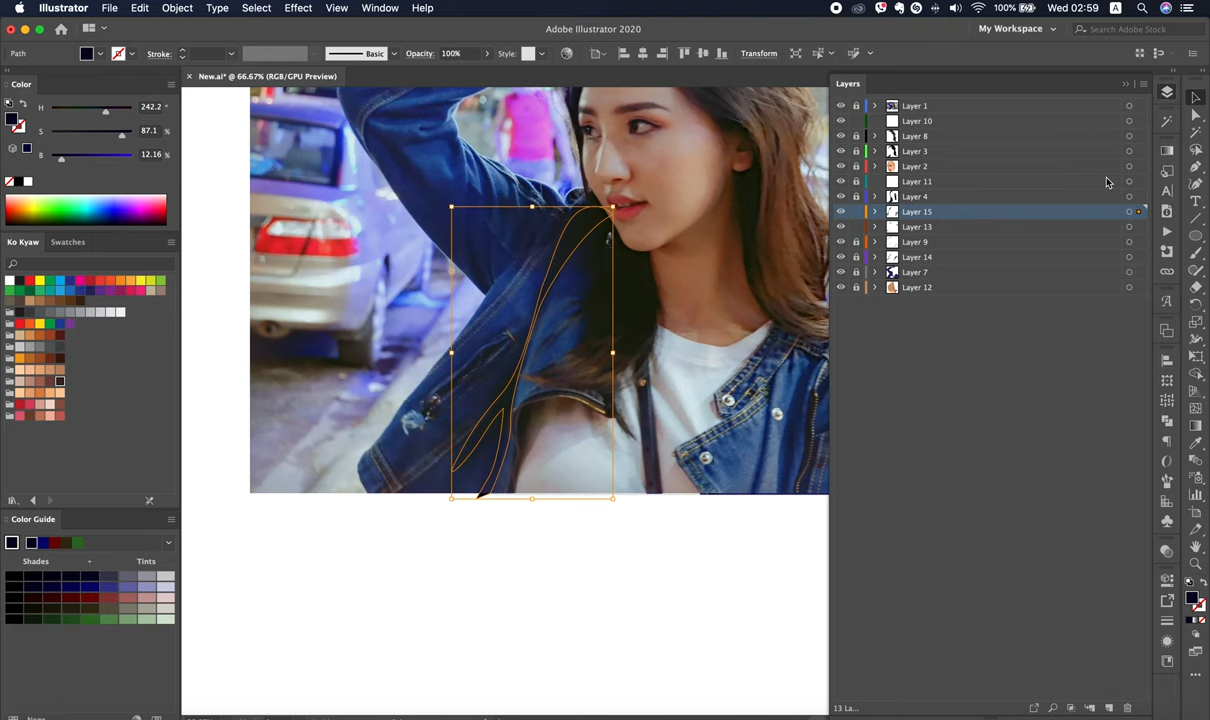 Illustrator File Edit Object Type Select Effect View Window Help
100% Wed 02:59 A
Adobe Illustrator 2020
My Workspace
Search Adobe Stock
Path
Stroke:
Basic
Opacity: 100%
Style:
Transform
Color
New.ai* @ 66.67% (RGB/GPU Preview)
Layers
H 242.2 °
S 87.1 %
B 12.16 %
Ko Kyaw Swatches
Layer 1
Layer 10
Layer 8
Layer 3
Layer 2
Layer 11
Layer 4
Layer 15
Layer 13
Layer 9
Layer 14
Layer 7
Layer 12
Color Guide
Shades Tints
None
13 La...